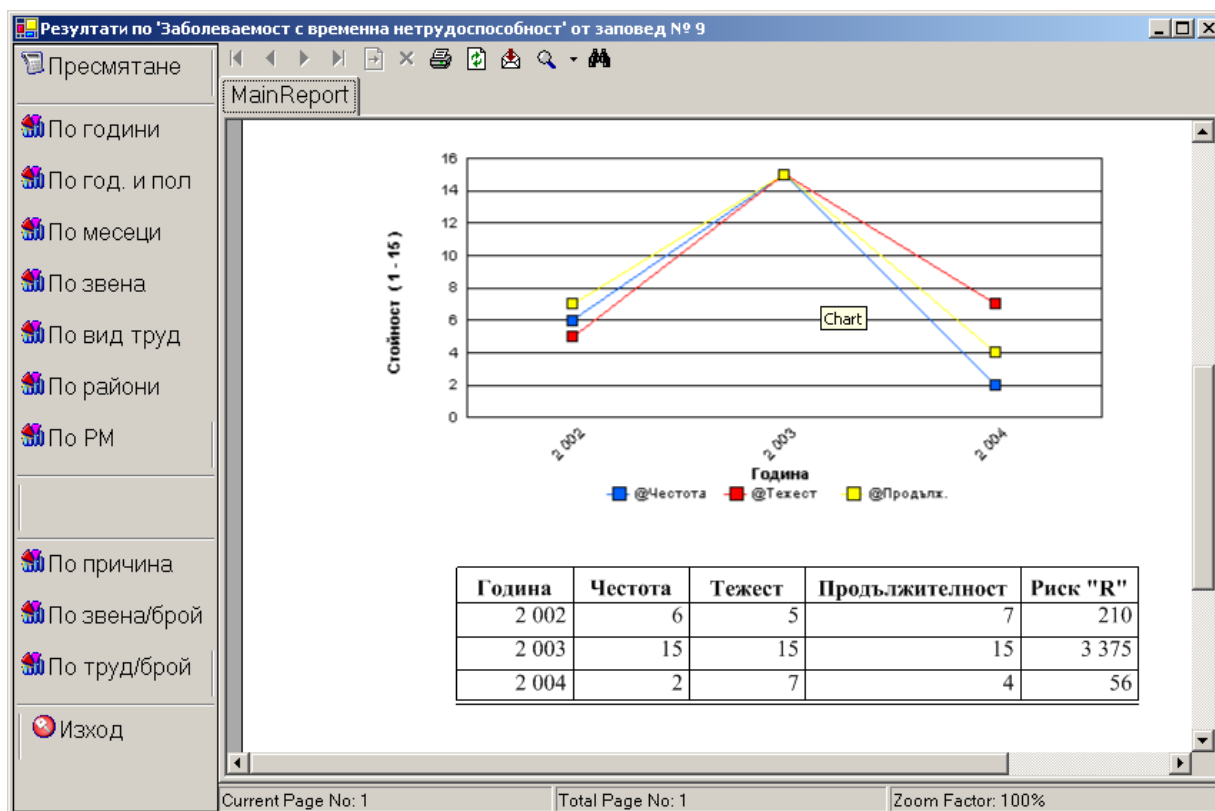 Резултати по 'Заболеваемост с временна нетрудоспособност' от заповед № 9
Пресмятане
По години
По год. и пол
По месеци
По звена
По вид труд
По райони
По РМ
По причина
По звена/брой
По труд/брой
Изход
MainReport
16
14
12
10
8
6
4
2
0
Стойност ( 1 - 15 )
Chart
2 002 2 003 2 004
Година
@Честота @Техест @Продълх.
Година Честота Тежест Продължителност Риск "R"
2 002 6 5 7 210
2 003 15 15 15 3 375
2 004 2 7 4 56
Current Page No: 1 Total Page No: 1 Zoom Factor: 100%